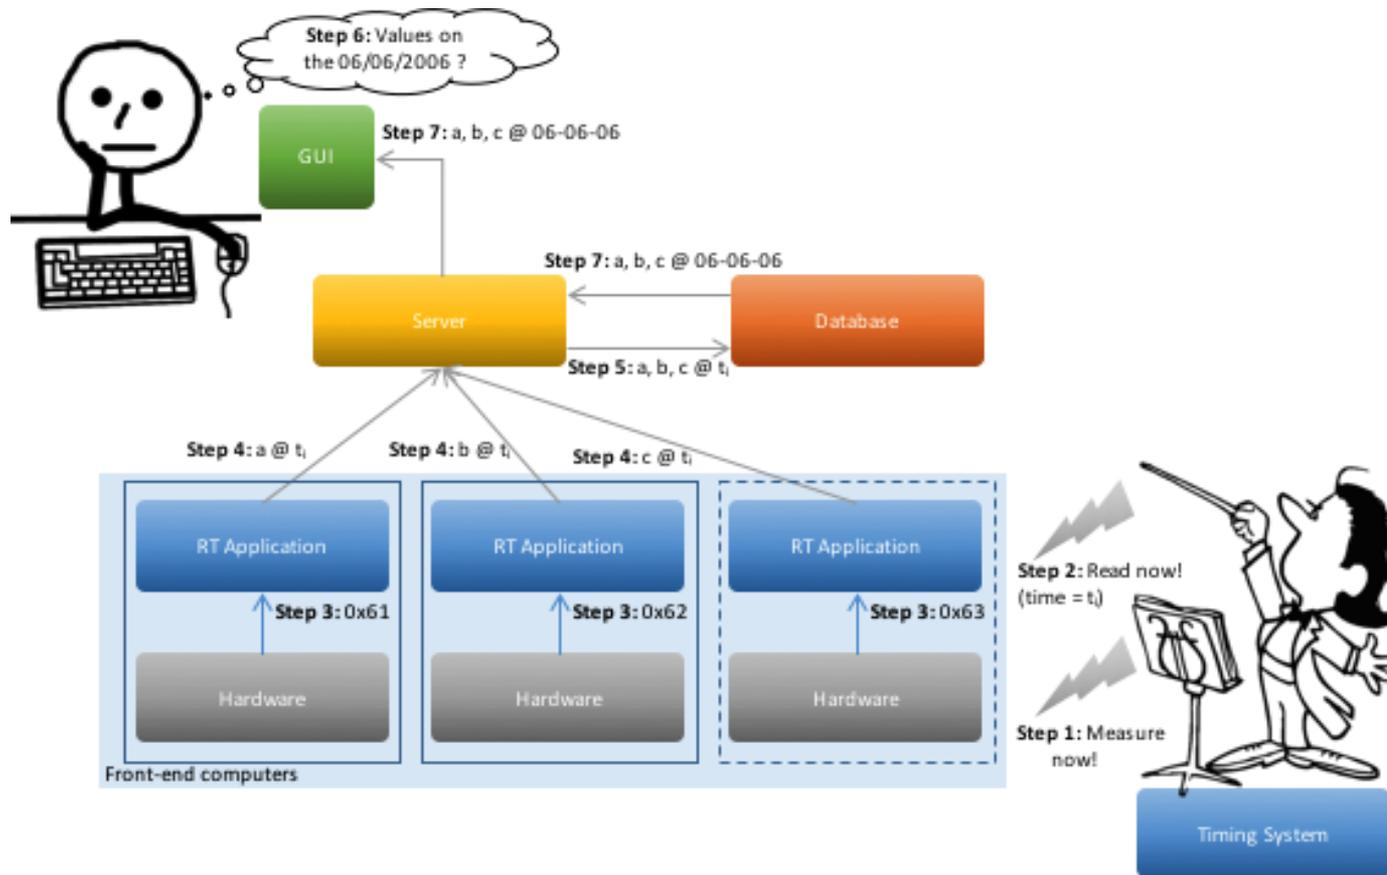 Step 6: Values on
the 06/06/2006 ?
Step 7: a, b, c @ 06-06-06
GUI
Step 7: a, b, c @ 06-06-06
Server
Database
Step 5: a, b, c @ tᵢ
Step 4: a @ tᵢ
Step 4: b @ tᵢ
Step 4: c @ tᵢ
RT Application
RT Application
RT Application
Step 2: Read now!
(time = tᵢ)
Step 3: 0x61
Step 3: 0x62
Step 3: 0x63
Hardware
Hardware
Hardware
Step 1: Measure
now!
Front-end computers
Timing System